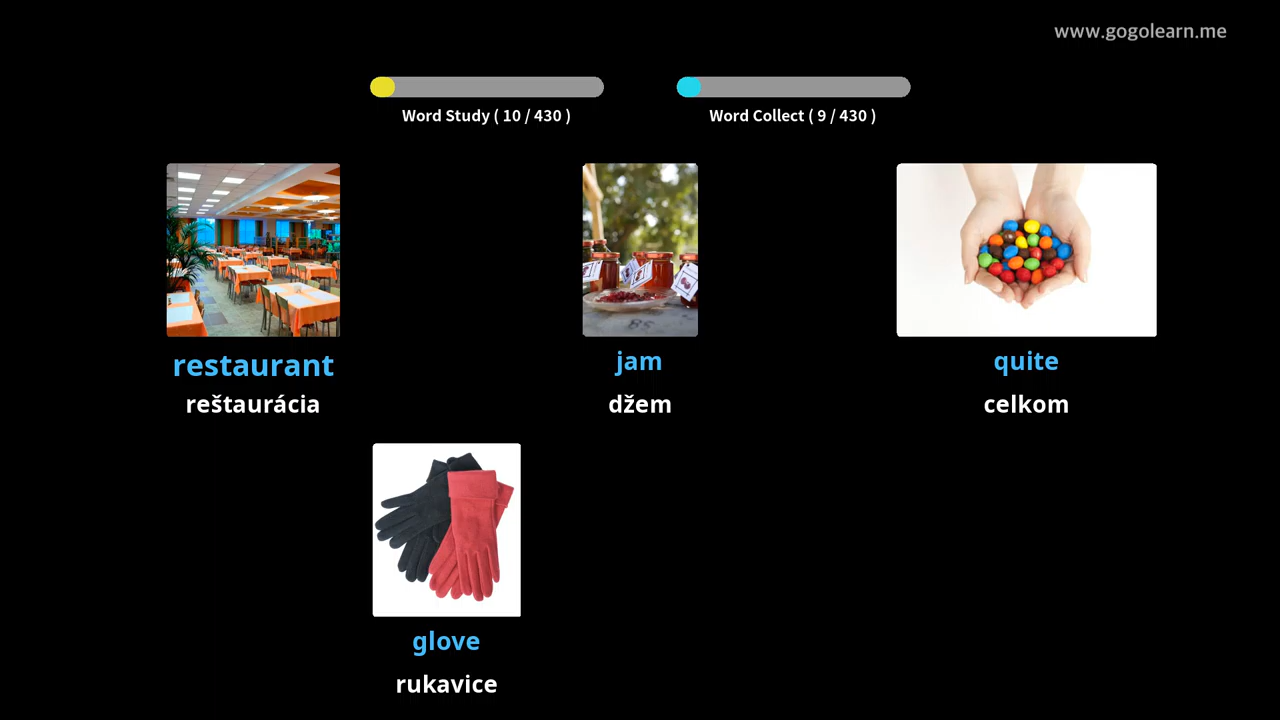 www.gogolearn.me
Word Study ( 10 / 430 )
Word Collect ( 9 / 430 )
restaurant
reštaurácia
jam
džem
quite
celkom
glove
rukavice